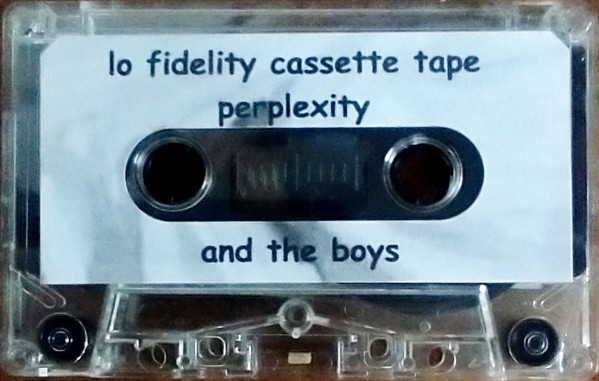 lo fidelity cassette tape
perplexity
and the boys